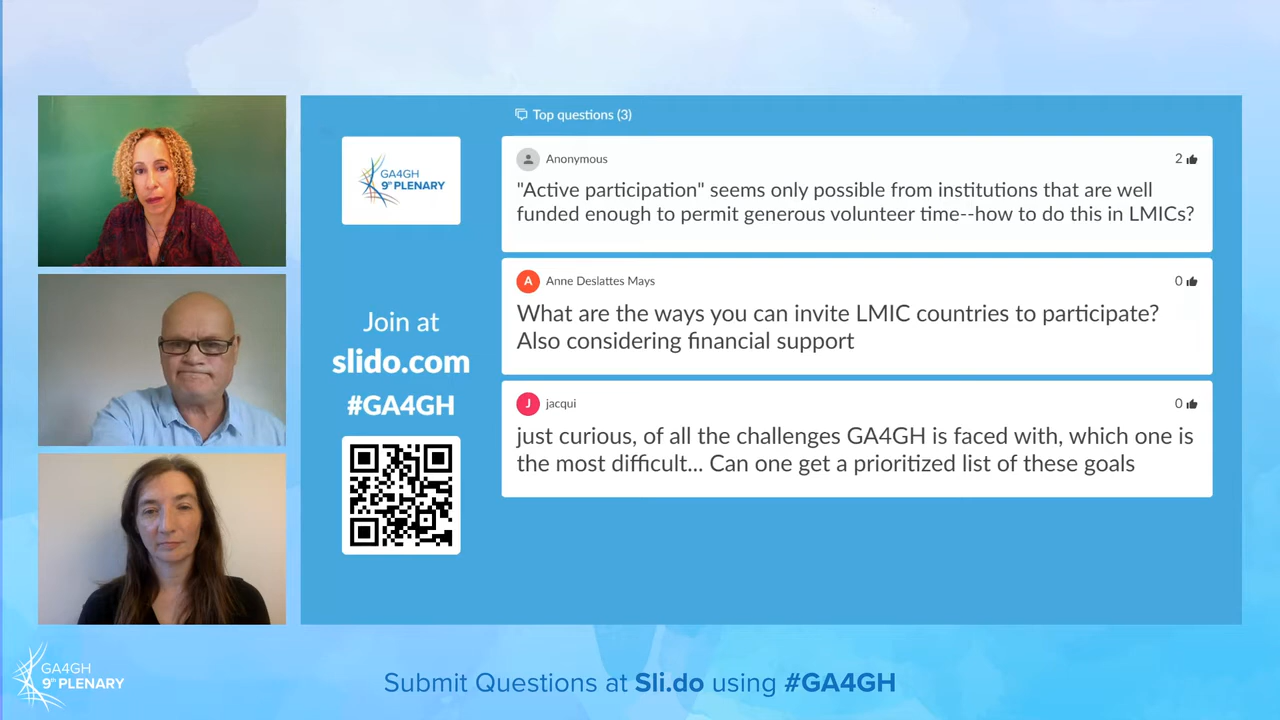 Top questions (3)
GA4GH
9th PLENARY
Anonymous
2
"Active participation" seems only possible from institutions that are well
funded enough to permit generous volunteer time--how to do this in LMICs?
A
Anne Deslattes Mays
0
What are the ways you can invite LMIC countries to participate?
Also considering financial support
Join at
slido.com
#GA4GH
J
jacqui
0
just curious, of all the challenges GA4GH is faced with, which one is
the most difficult... Can one get a prioritized list of these goals
GA4GH
9th PLENARY
Submit Questions at Sli.do using #GA4GH